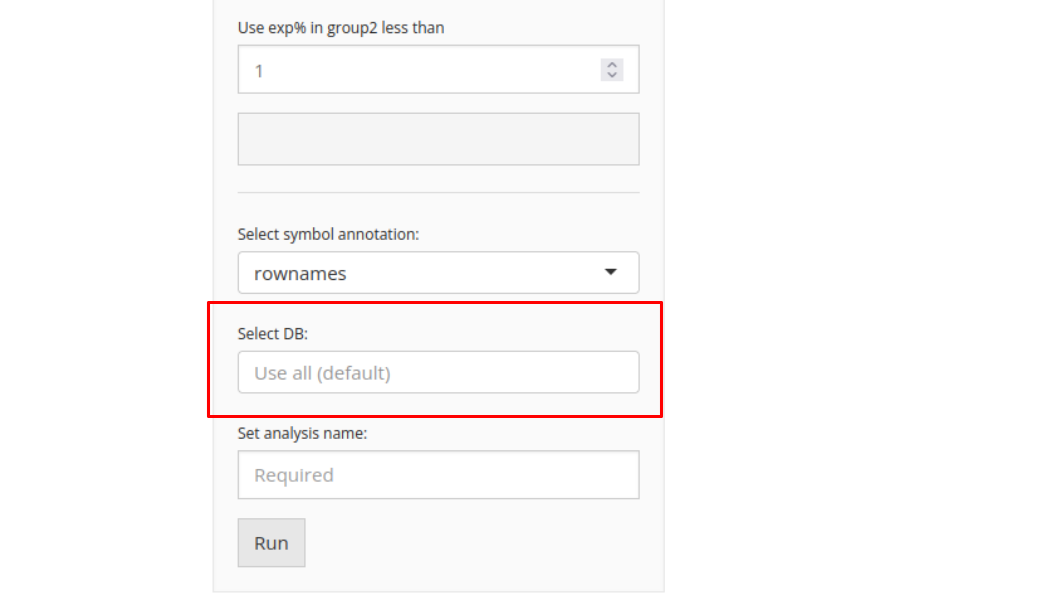 Use exp% in group2 less than
1
Select symbol annotation:
rownames
Select DB:
Use all (default)
Set analysis name:
Required
Run